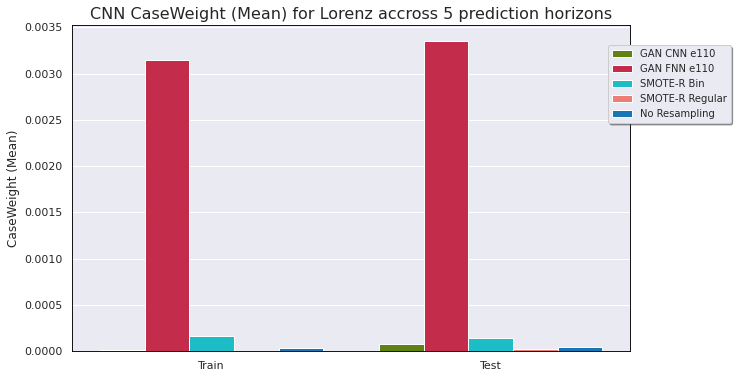 CNN CaseWeight (Mean) for Lorenz accross 5 prediction horizons
0.0035
0.0030
0.0025
0.0020
0.0015
0.0010
0.0005
0.0000
CaseWeight (Mean)
Train
Test
GAN CNN e110
GAN FNN e110
SMOTE-R Bin
SMOTE-R Regular
No Resampling